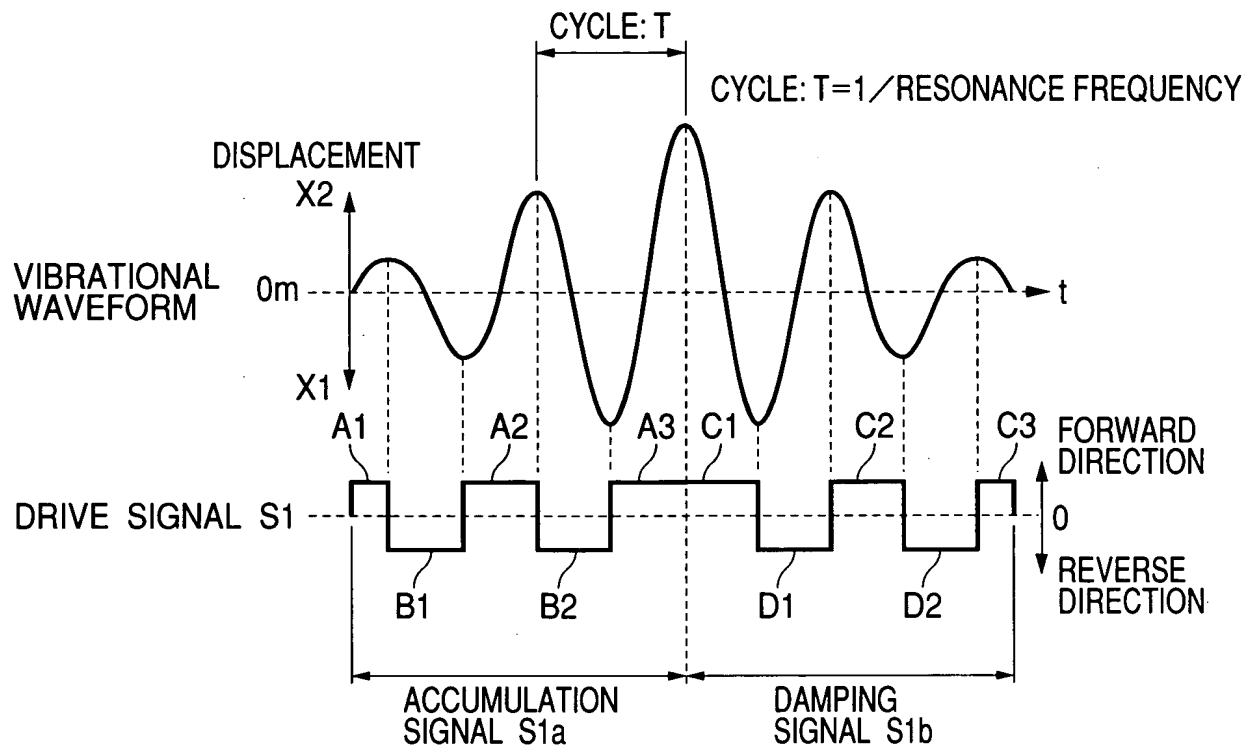 CYCLE: T
CYCLE: T=1/RESONANCE FREQUENCY
DISPLACEMENT
X2
VIBRATIONAL
WAVEFORM
0m
t
X1
A1
A2
A3
C1
C2
C3
FORWARD
DIRECTION
DRIVE SIGNAL S1
0
REVERSE
DIRECTION
B1
B2
D1
D2
ACCUMULATION
SIGNAL S1a
DAMPING
SIGNAL S1b